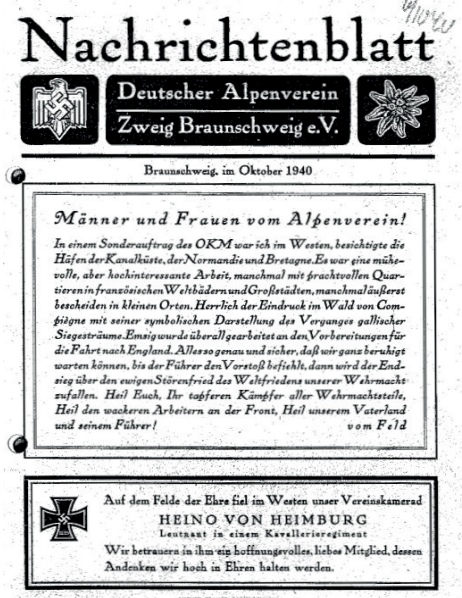 Nachrichtenblatt
Deutscher Alpenverein
Zweig Braunschweig e.V.
Braunschweig, im Oktober 1940
Männer und Frauen vom Alpenverein!
In einem Sonderauftrag des OKM war ich im Westen, besichtigte die
Häfen der Kanalküste, der Normandie und Bretagne. Es war eine mühe-
volle, aber hochinteressante Arbeit, manchmal mit prachtvollen Quar-
tieren in französischen Weltbädern und Großstädten, manchmal äußerst
bescheiden in kleinen Orten. Herrlich der Eindruck im Wald von Com-
piègne mit seiner symbolischen Darstellung des Verganges gallischer
Siegesträume. Emsig wurde überall gearbeitet an den Vorbereitungen für
die Fahrt nach England. Alles so genau und sicher, daß wir ganz beruhigt
warten können, bis der Führer den Vorstoß befiehlt, dann wird der End-
sieg über den ewigen Störenfried des Weltfriedens unserer Wehrmacht
zufallen. Heil Euch, Ihr tapferen Kämpfer aller Wehrmachtsteile,
Heil den wackeren Arbeitern an der Front, Heil unserem Vaterland
und seinem Führer! vom Feld
Auf dem Felde der Ehre fiel im Westen unser Vereinskamerad
HEINO VON HEIMBURG
Leutnant in einem Kavallerieregiment
Wir betrauern in ihm ein hoffnungsvolles, liebes Mitglied, dessen
Andenken wir hoch in Ehren halten werden.